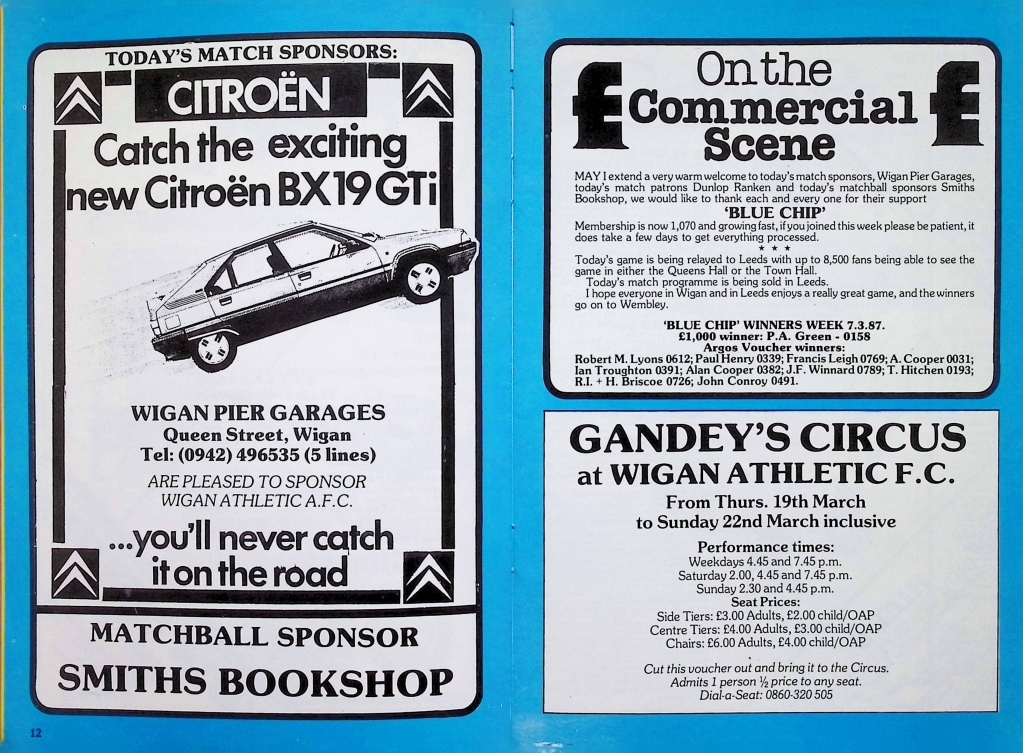 TODAY'S MATCH SPONSORS:
CITROËN
Catch the exciting
new Citroën BX19 GTi
WIGAN PIER GARAGES
Queen Street, Wigan
Tel: (0942) 496535 (5 lines)
ARE PLEASED TO SPONSOR
WIGAN ATHLETIC A.F.C.
...you'll never catch
it on the road
MATCHBALL SPONSOR
SMITHS BOOKSHOP
12
£ On the £
Commercial
Scene
MAY I extend a very warm welcome to today's match sponsors, Wigan Pier Garages,
today's match patrons Dunlop Ranken and today's matchball sponsors Smiths
Bookshop, we would like to thank each and every one for their support
'BLUE CHIP'
Membership is now 1,070 and growing fast, if you joined this week please be patient, it
does take a few days to get everything processed.
★ ★ ★
Today's game is being relayed to Leeds with up to 8,500 fans being able to see the
game in either the Queens Hall or the Town Hall.
Today's match programme is being sold in Leeds.
I hope everyone in Wigan and in Leeds enjoys a really great game, and the winners
go on to Wembley.
'BLUE CHIP' WINNERS WEEK 7.3.87.
£1,000 winner: P.A. Green - 0158
Argos Voucher winners:
Robert M. Lyons 0612; Paul Henry 0339; Francis Leigh 0769; A. Cooper 0031;
Ian Troughton 0391; Alan Cooper 0382; J.F. Winnard 0789; T. Hitchen 0193;
R.I. + H. Briscoe 0726; John Conroy 0491.
GANDEY'S CIRCUS
at WIGAN ATHLETIC F.C.
From Thurs. 19th March
to Sunday 22nd March inclusive
Performance times:
Weekdays 4.45 and 7.45 p.m.
Saturday 2.00, 4.45 and 7.45 p.m.
Sunday 2.30 and 4.45 p.m.
Seat Prices:
Side Tiers: £3.00 Adults, £2.00 child/OAP
Centre Tiers: £4.00 Adults, £3.00 child/OAP
Chairs: £6.00 Adults, £4.00 child/OAP
Cut this voucher out and bring it to the Circus.
Admits 1 person ½ price to any seat.
Dial-a-Seat: 0860-320 505